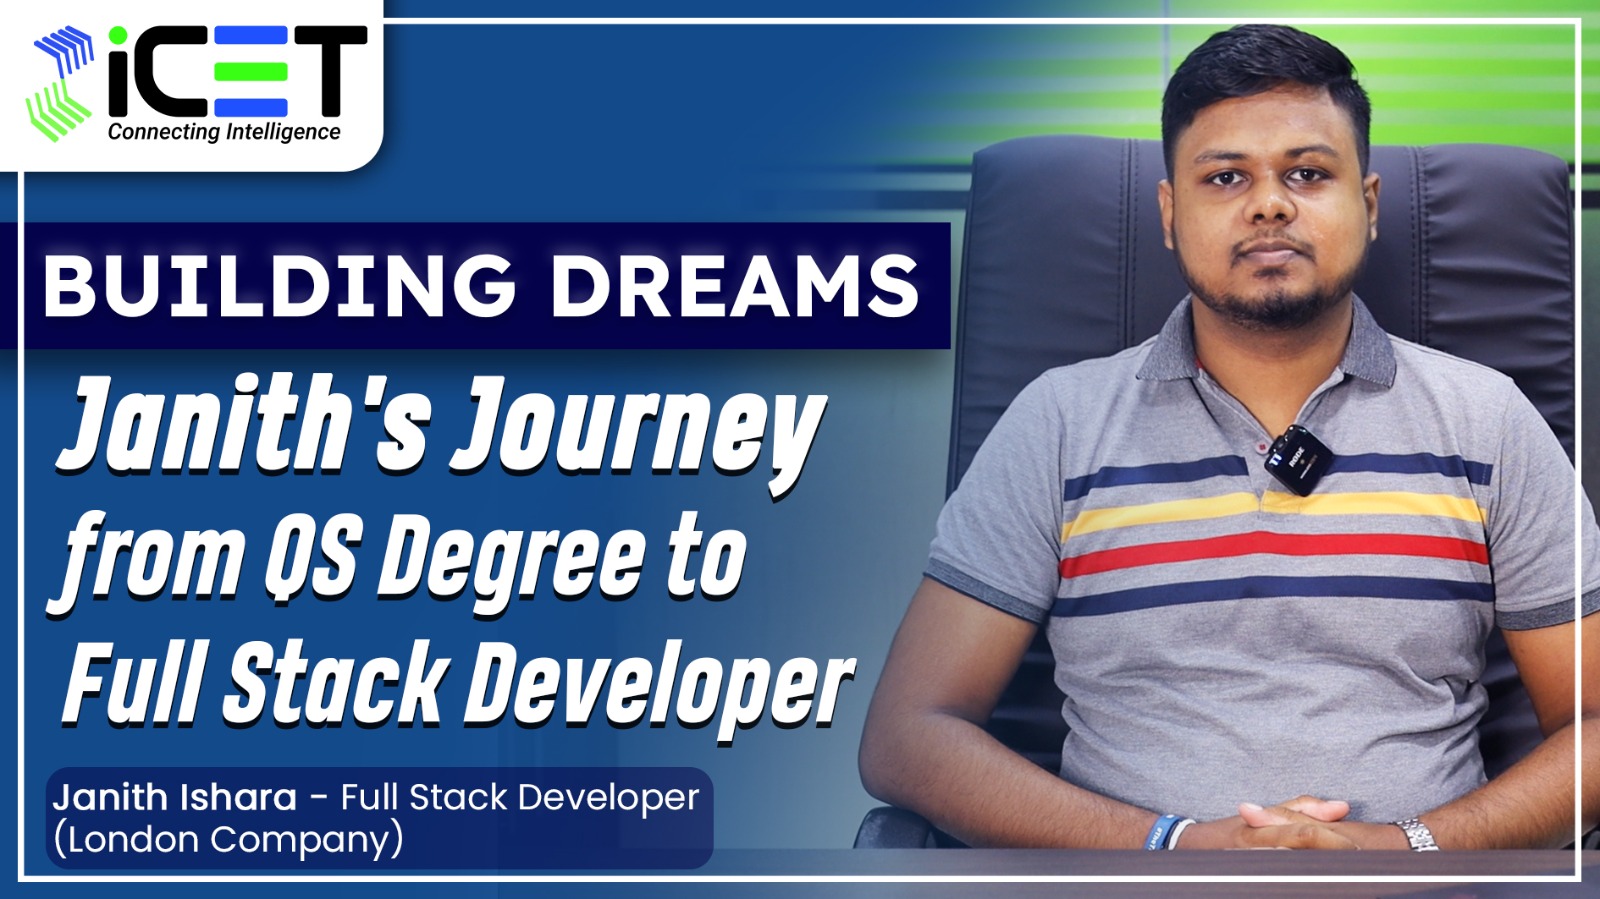 iCET
Connecting Intelligence
BUILDING DREAMS
Janith's Journey
from QS Degree to
Full Stack Developer
Janith Ishara - Full Stack Developer
(London Company)
RODE